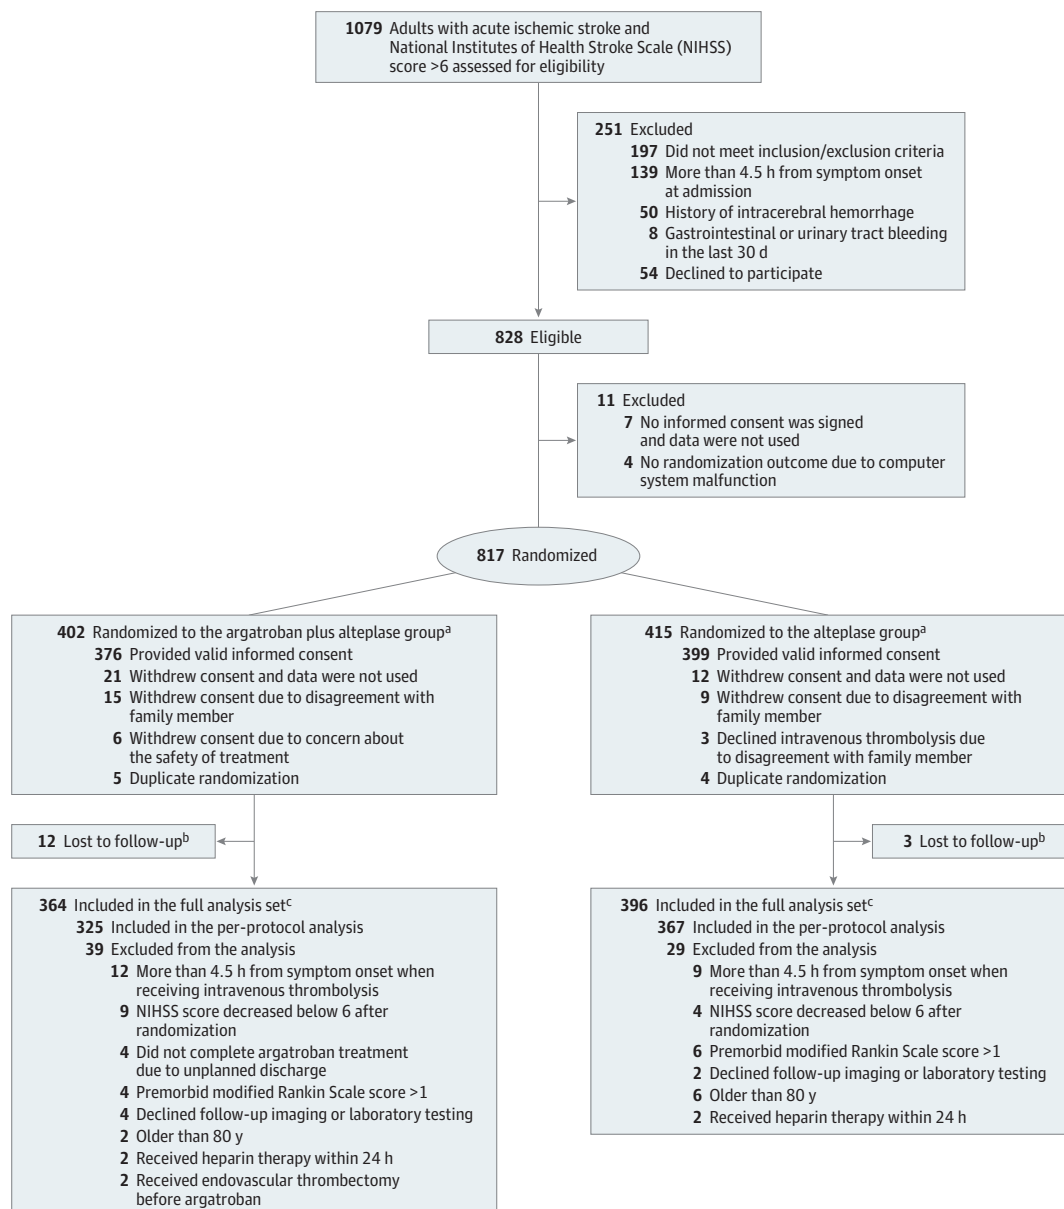 1079 Adults with acute ischemic stroke and
National Institutes of Health Stroke Scale (NIHSS)
score >6 assessed for eligibility
251 Excluded
197 Did not meet inclusion/exclusion criteria
139 More than 4.5 h from symptom onset
at admission
50 History of intracerebral hemorrhage
8 Gastrointestinal or urinary tract bleeding
in the last 30 d
54 Declined to participate
828 Eligible
11 Excluded
7 No informed consent was signed
and data were not used
4 No randomization outcome due to computer
system malfunction
817 Randomized
402 Randomized to the argatroban plus alteplase groupa
376 Provided valid informed consent
21 Withdrew consent and data were not used
15 Withdrew consent due to disagreement with
family member
6 Withdrew consent due to concern about
the safety of treatment
5 Duplicate randomization
415 Randomized to the alteplase groupa
399 Provided valid informed consent
12 Withdrew consent and data were not used
9 Withdrew consent due to disagreement with
family member
3 Declined intravenous thrombolysis due
to disagreement with family member
4 Duplicate randomization
12 Lost to follow-upb
3 Lost to follow-upb
364 Included in the full analysis setc
325 Included in the per-protocol analysis
39 Excluded from the analysis
12 More than 4.5 h from symptom onset when
receiving intravenous thrombolysis
9 NIHSS score decreased below 6 after
randomization
4 Did not complete argatroban treatment
due to unplanned discharge
4 Premorbid modified Rankin Scale score >1
4 Declined follow-up imaging or laboratory testing
2 Older than 80 y
2 Received heparin therapy within 24 h
2 Received endovascular thrombectomy
before argatroban
396 Included in the full analysis setc
367 Included in the per-protocol analysis
29 Excluded from the analysis
9 More than 4.5 h from symptom onset when
receiving intravenous thrombolysis
4 NIHSS score decreased below 6 after
randomization
6 Premorbid modified Rankin Scale score >1
2 Declined follow-up imaging or laboratory testing
6 Older than 80 y
2 Received heparin therapy within 24 h